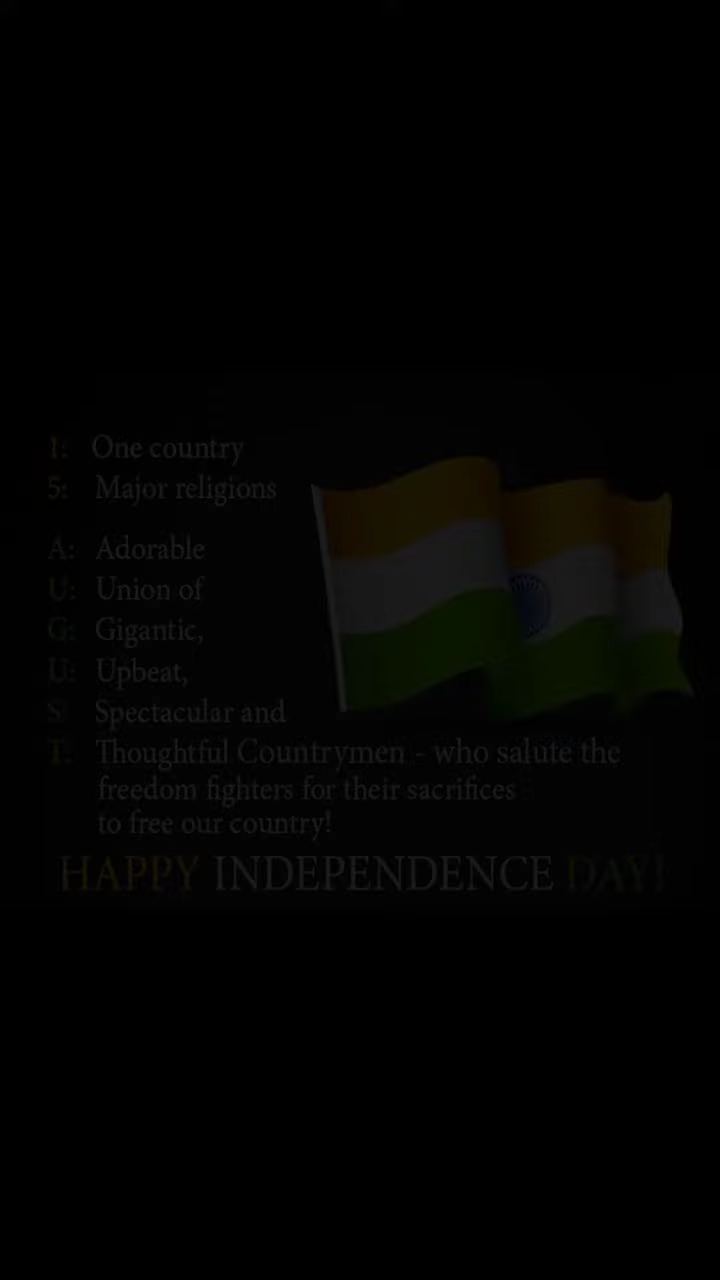 1: One country
5: Major religions
A: Adorable
U: Union of
G: Gigantic,
U: Upbeat,
S: Spectacular and
T: Thoughtful Countrymen - who salute the
freedom fighters for their sacrifices
to free our country!
HAPPY INDEPENDENCE DAY!